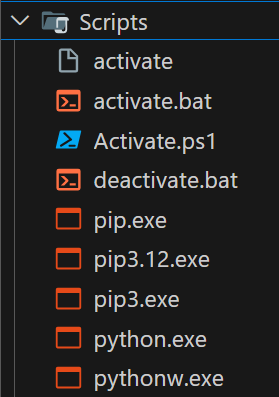 Scripts
activate
activate.bat
Activate.ps1
deactivate.bat
pip.exe
pip3.12.exe
pip3.exe
python.exe
pythonw.exe